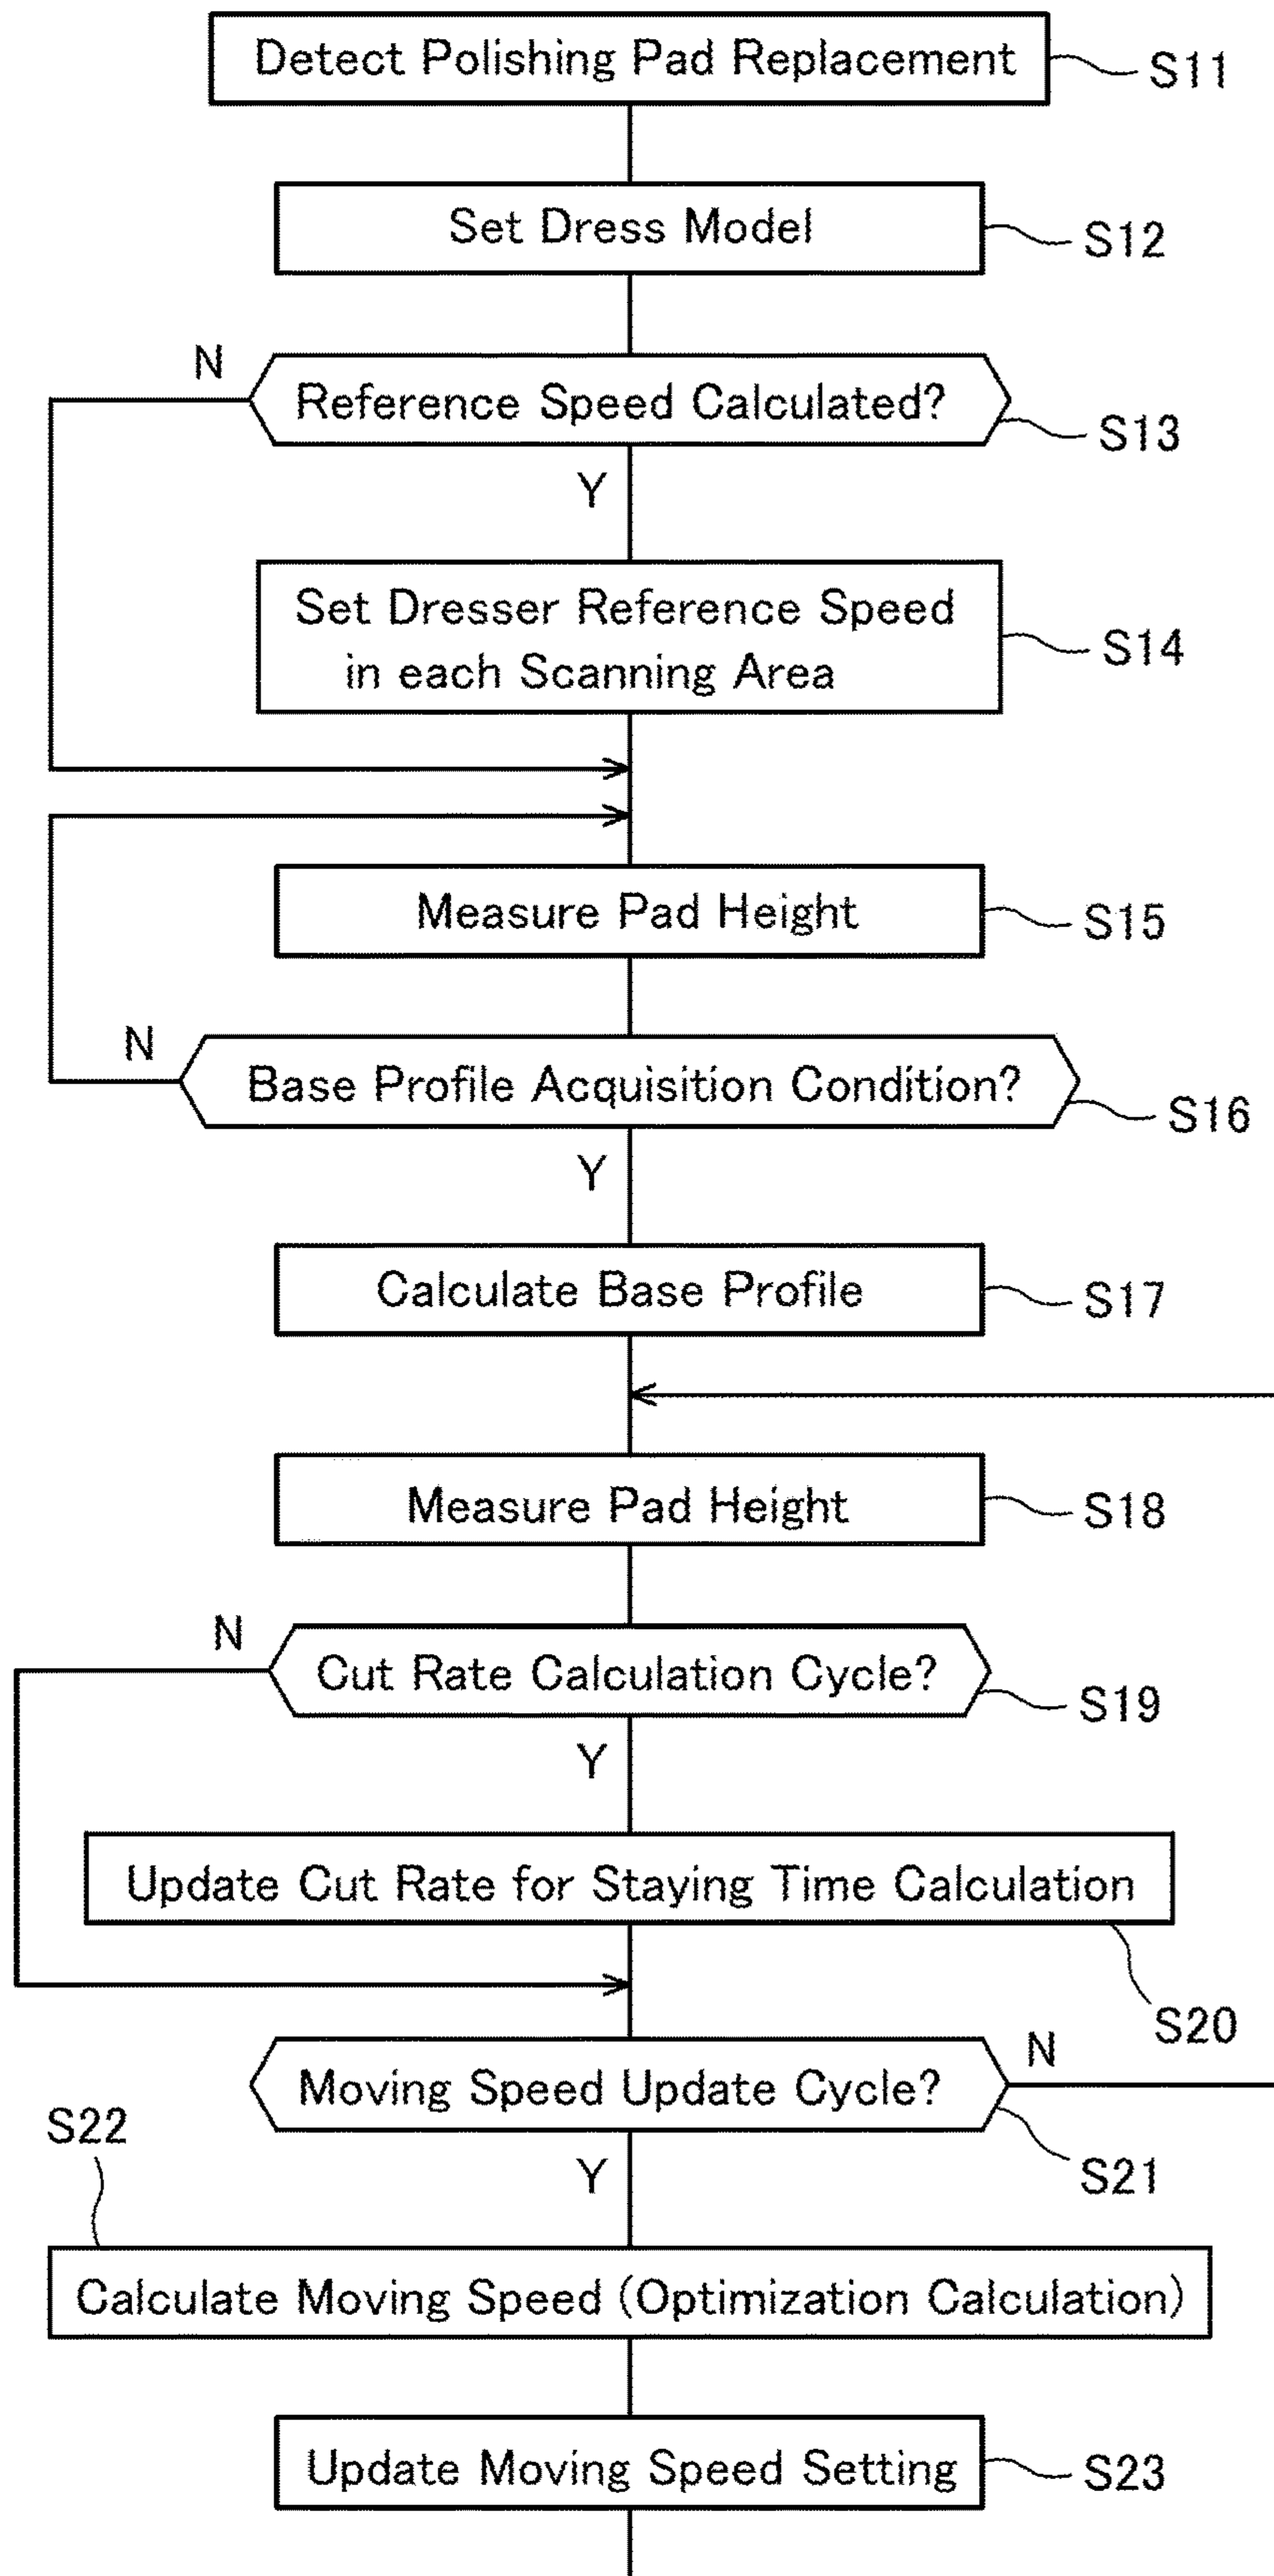 Detect Polishing Pad Replacement
S11
Set Dress Model
S12
N
Reference Speed Calculated?
S13
Y
Set Dresser Reference Speed
in each Scanning Area
S14
Measure Pad Height
S15
N
Base Profile Acquisition Condition?
S16
Y
Calculate Base Profile
S17
Measure Pad Height
S18
N
Cut Rate Calculation Cycle?
S19
Y
Update Cut Rate for Staying Time Calculation
S20
Moving Speed Update Cycle?
N
S21
S22
Y
Calculate Moving Speed (Optimization Calculation)
Update Moving Speed Setting
S23